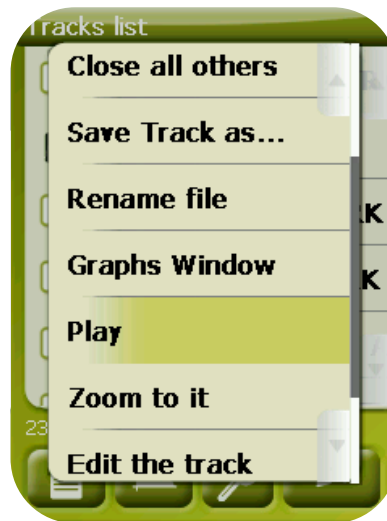 Tracks list
Close all others
Save Track as...
Rename file
K
Graphs Window
K
Play
Zoom to it
23
Edit the track